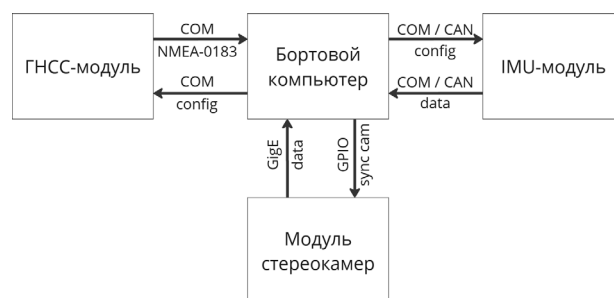 ГНСС-модуль
COM
NMEA-0183
COM
config
Бортовой
компьютер
COM / CAN
config
COM / CAN
data
IMU-модуль
GigE
data
GPIO
sync cam
Модуль
стереокамер